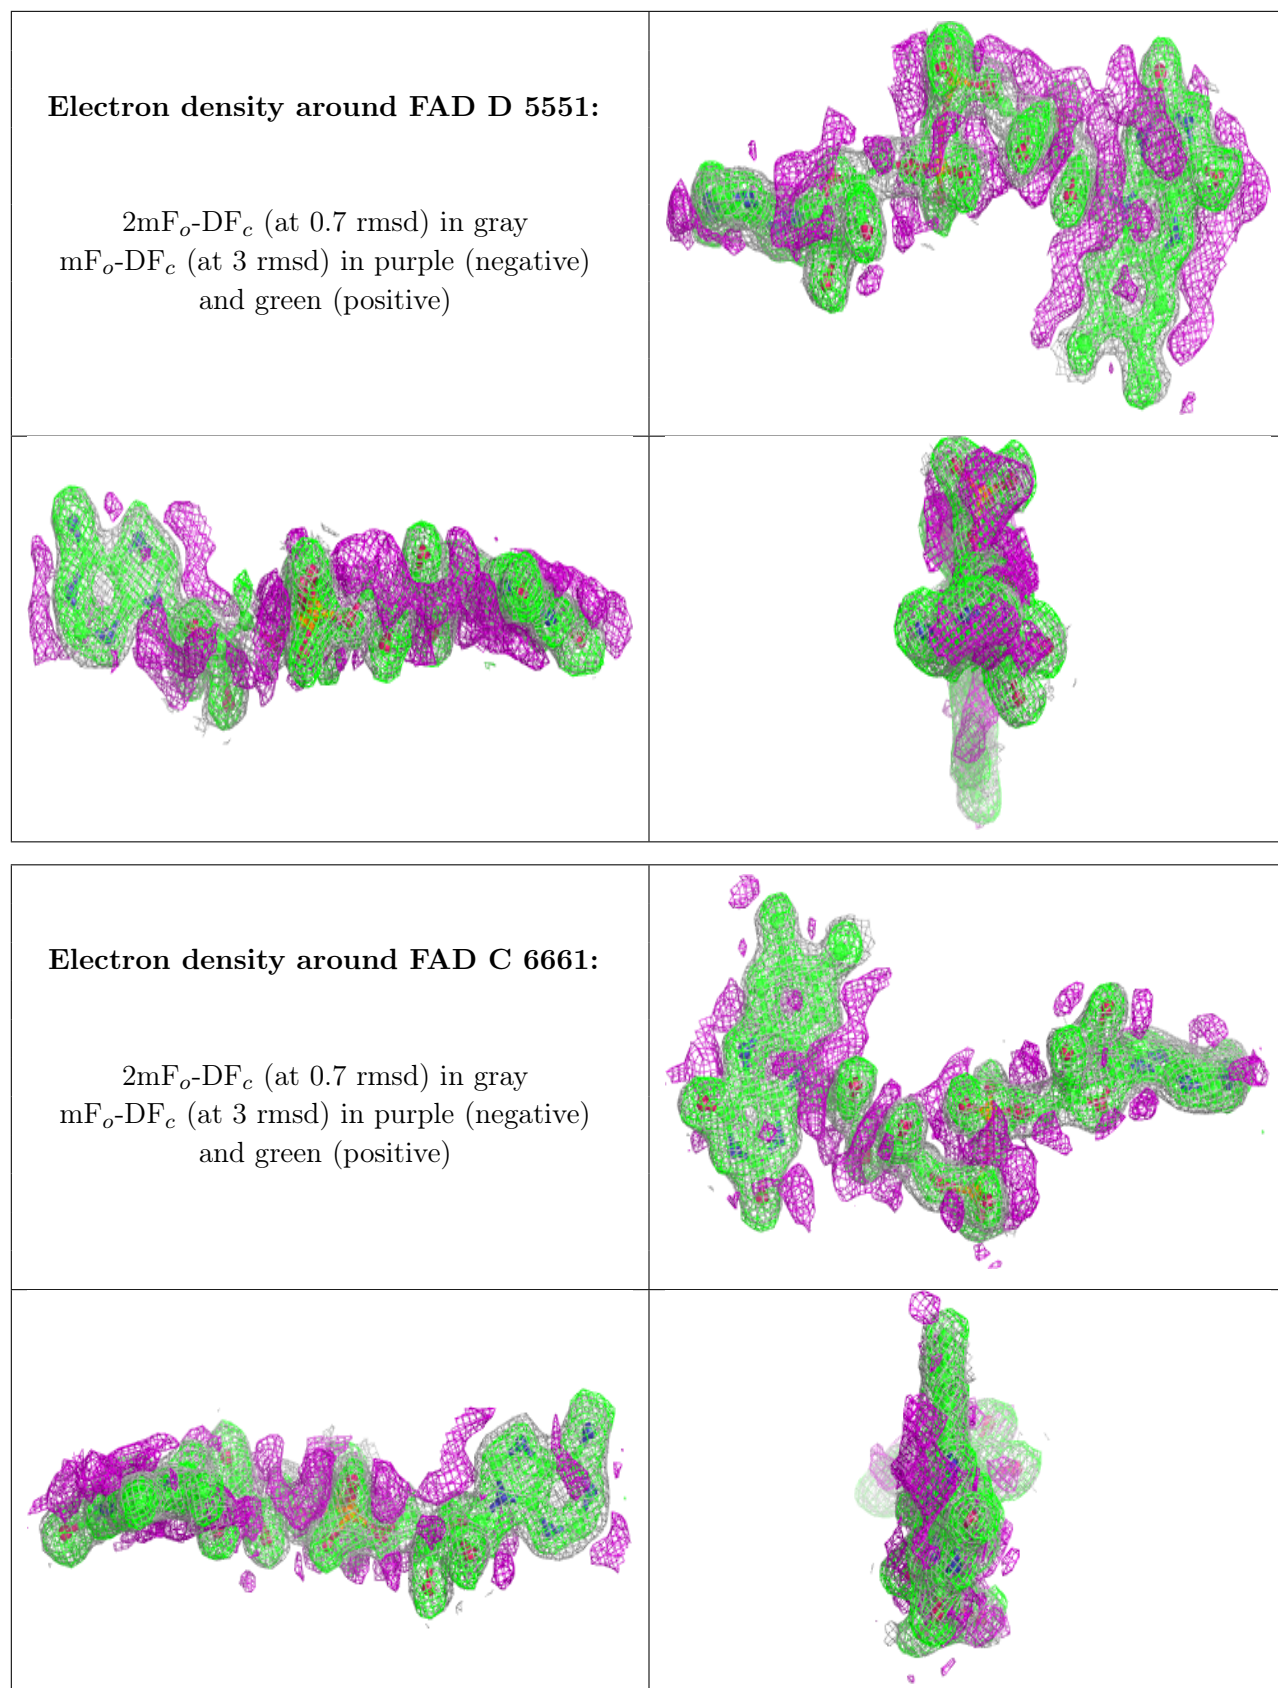 Electron density around FAD D 5551:
2mFo-DFc (at 0.7 rmsd) in gray
mFo-DFc (at 3 rmsd) in purple (negative)
and green (positive)
Electron density around FAD C 6661:
2mFo-DFc (at 0.7 rmsd) in gray
mFo-DFc (at 3 rmsd) in purple (negative)
and green (positive)